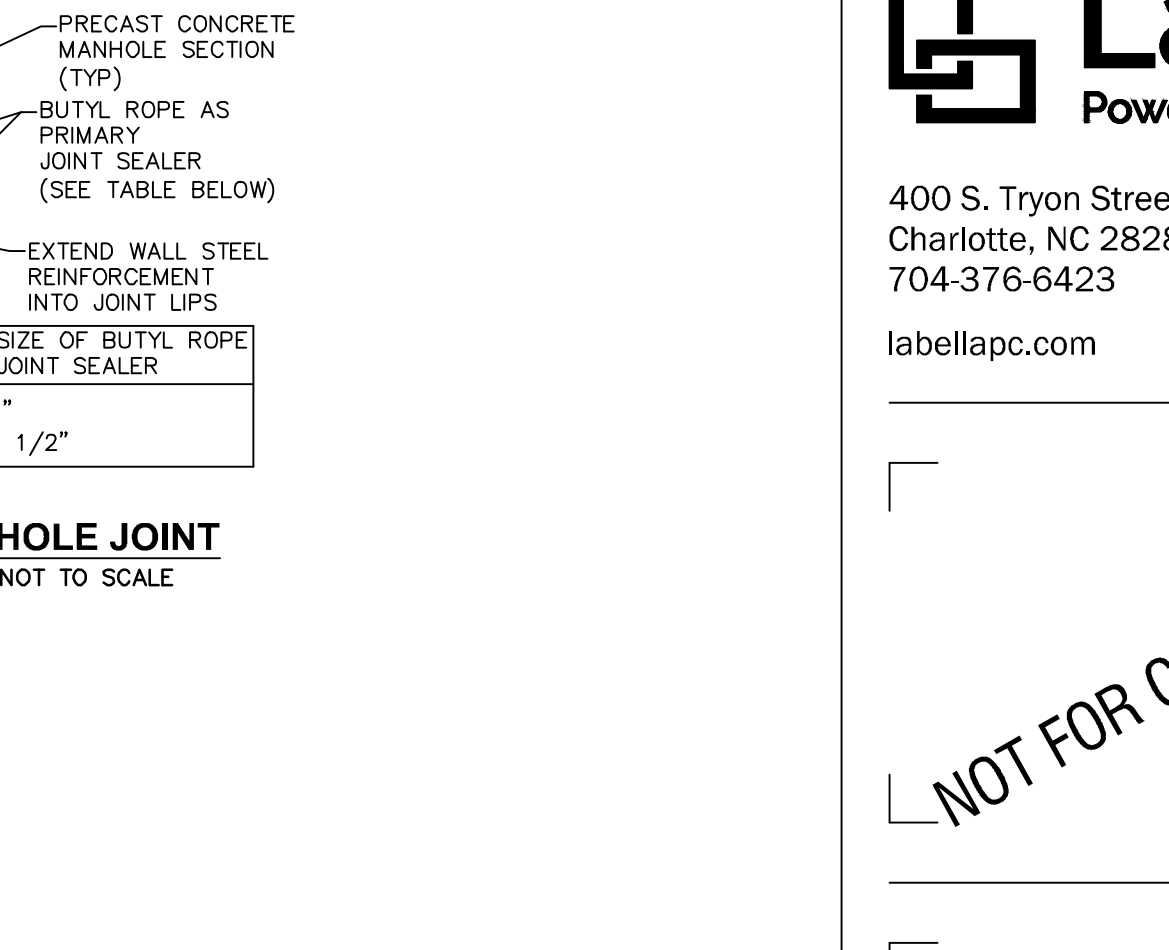 PRECAST CONCRETE
MANHOLE SECTION
(TYP)
BUTYL ROPE AS
PRIMARY
JOINT SEALER
(SEE TABLE BELOW)
EXTEND WALL STEEL
REINFORCEMENT
INTO JOINT LIPS
SIZE OF BUTYL ROPE
JOINT SEALER
"
1/2"
HOLE JOINT
NOT TO SCALE
Powe
400 S. Tryon Stree
Charlotte, NC 2828
704-376-6423
labellapc.com
NOT FOR